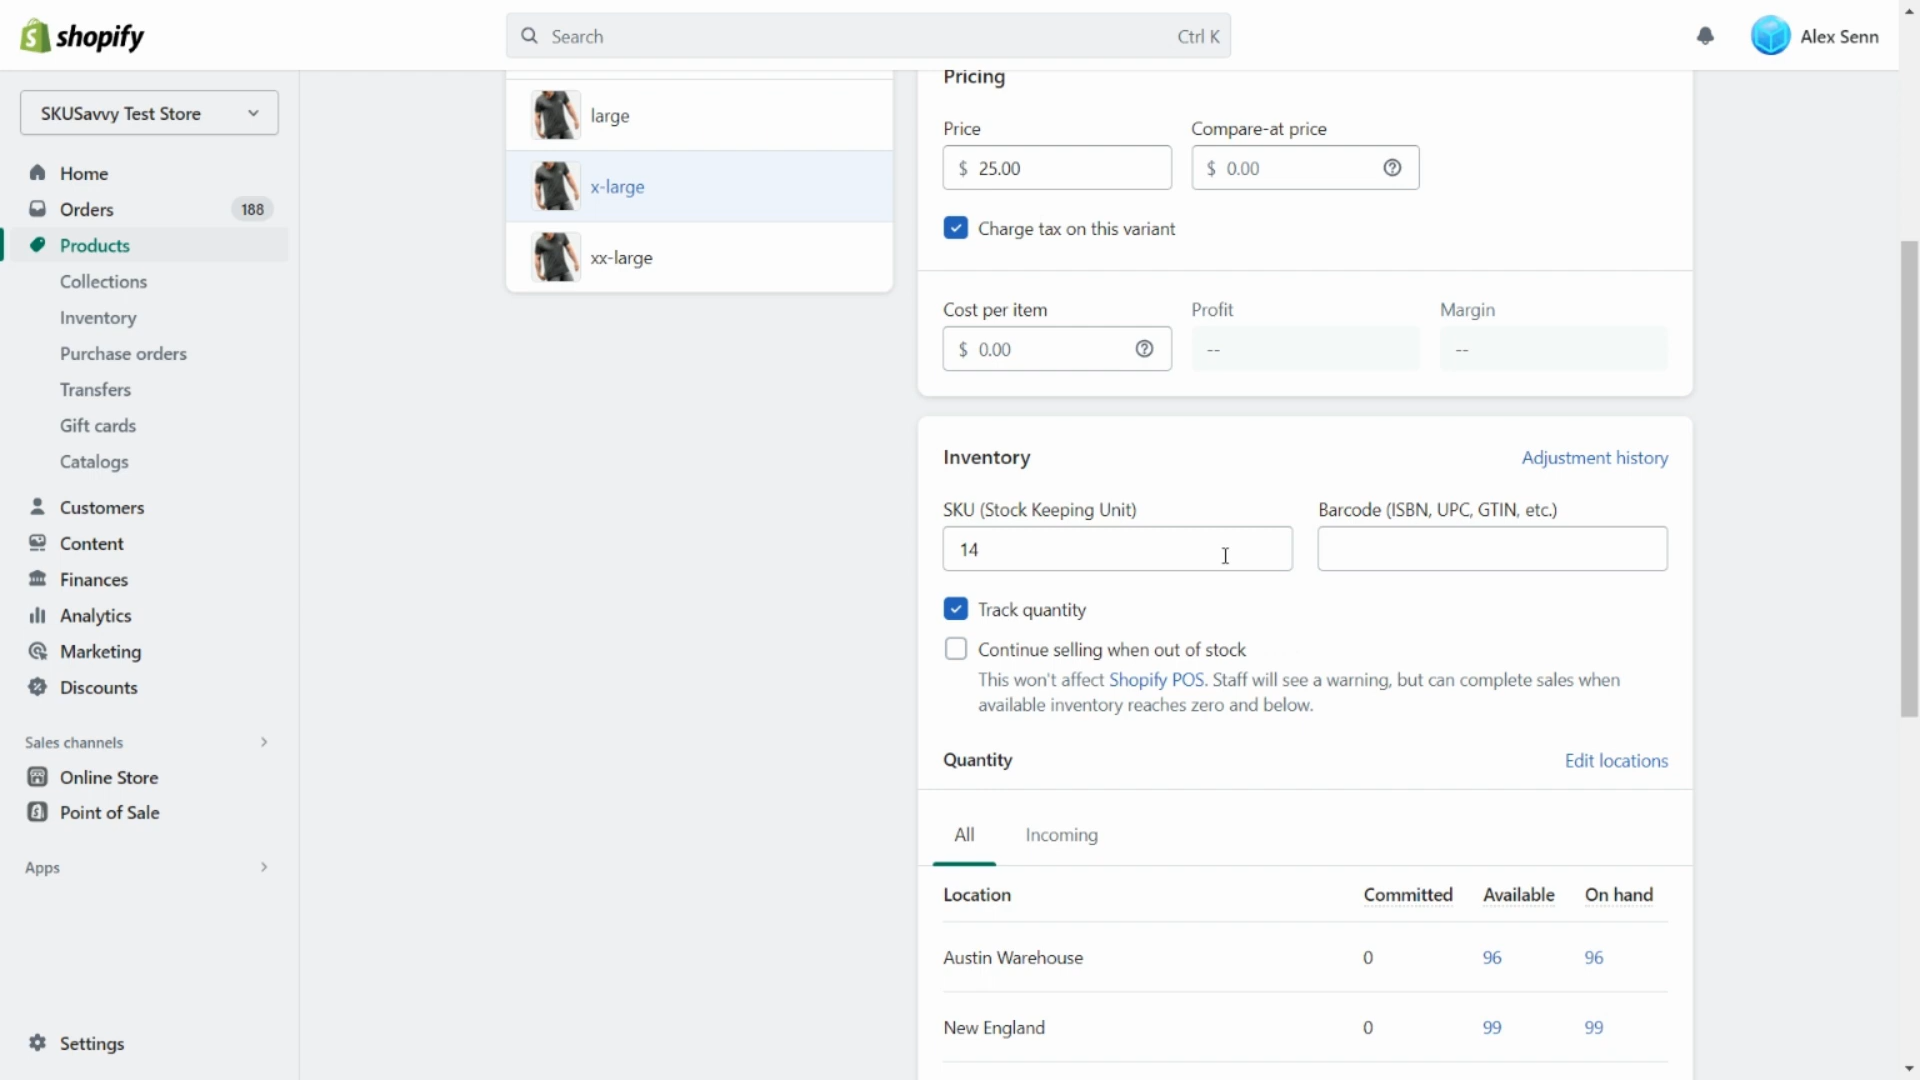 shopify
Search
Ctrl K
Alex Senn
SKUSavvy Test Store
Home
Orders
188
Products
Collections
Inventory
Purchase orders
Transfers
Gift cards
Catalogs
Customers
Content
Finances
Analytics
Marketing
Discounts
Sales channels
Online Store
Point of Sale
Apps
Settings
large
x-large
xx-large
Pricing
Price
Compare-at price
$ 25.00
$ 0.00
Charge tax on this variant
Cost per item
Profit
Margin
$ 0.00
--
--
Inventory
Adjustment history
SKU (Stock Keeping Unit)
Barcode (ISBN, UPC, GTIN, etc.)
14
Track quantity
Continue selling when out of stock
This won't affect Shopify POS. Staff will see a warning, but can complete sales when
available inventory reaches zero and below.
Quantity
Edit locations
All
Incoming
Location
Committed
Available
On hand
Austin Warehouse
0
96
96
New England
0
99
99